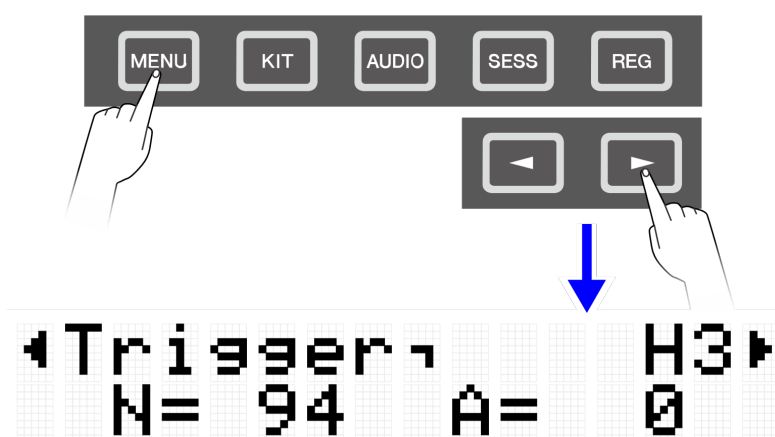 MENU KIT AUDIO SESS REG
◀ ▶
◀Trigger┐ H3▶
N= 94 A= 0